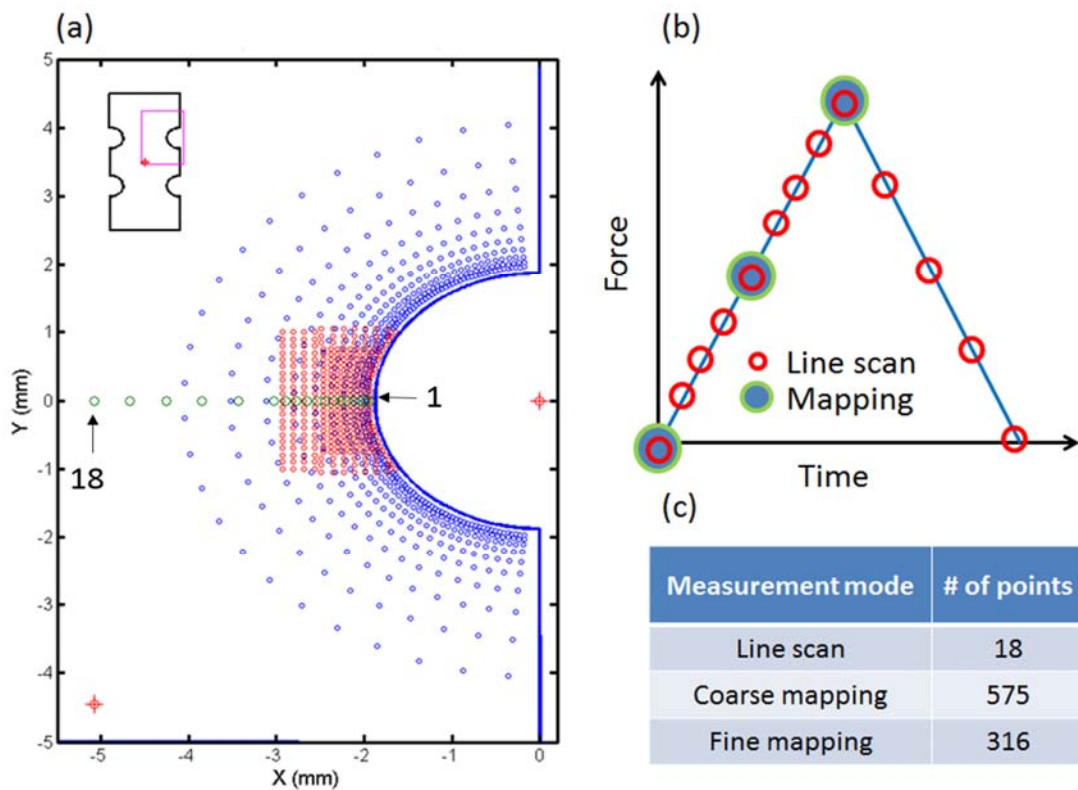 (a)
5
4
3
2
1
0
-1
-2
-3
-4
-5
Y (mm)
1
18
-5
-4
-3
-2
-1
0
X (mm)
(b)
Force
Line scan
Mapping
Time
(c)
Measurement mode # of points
Line scan 18
Coarse mapping 575
Fine mapping 316